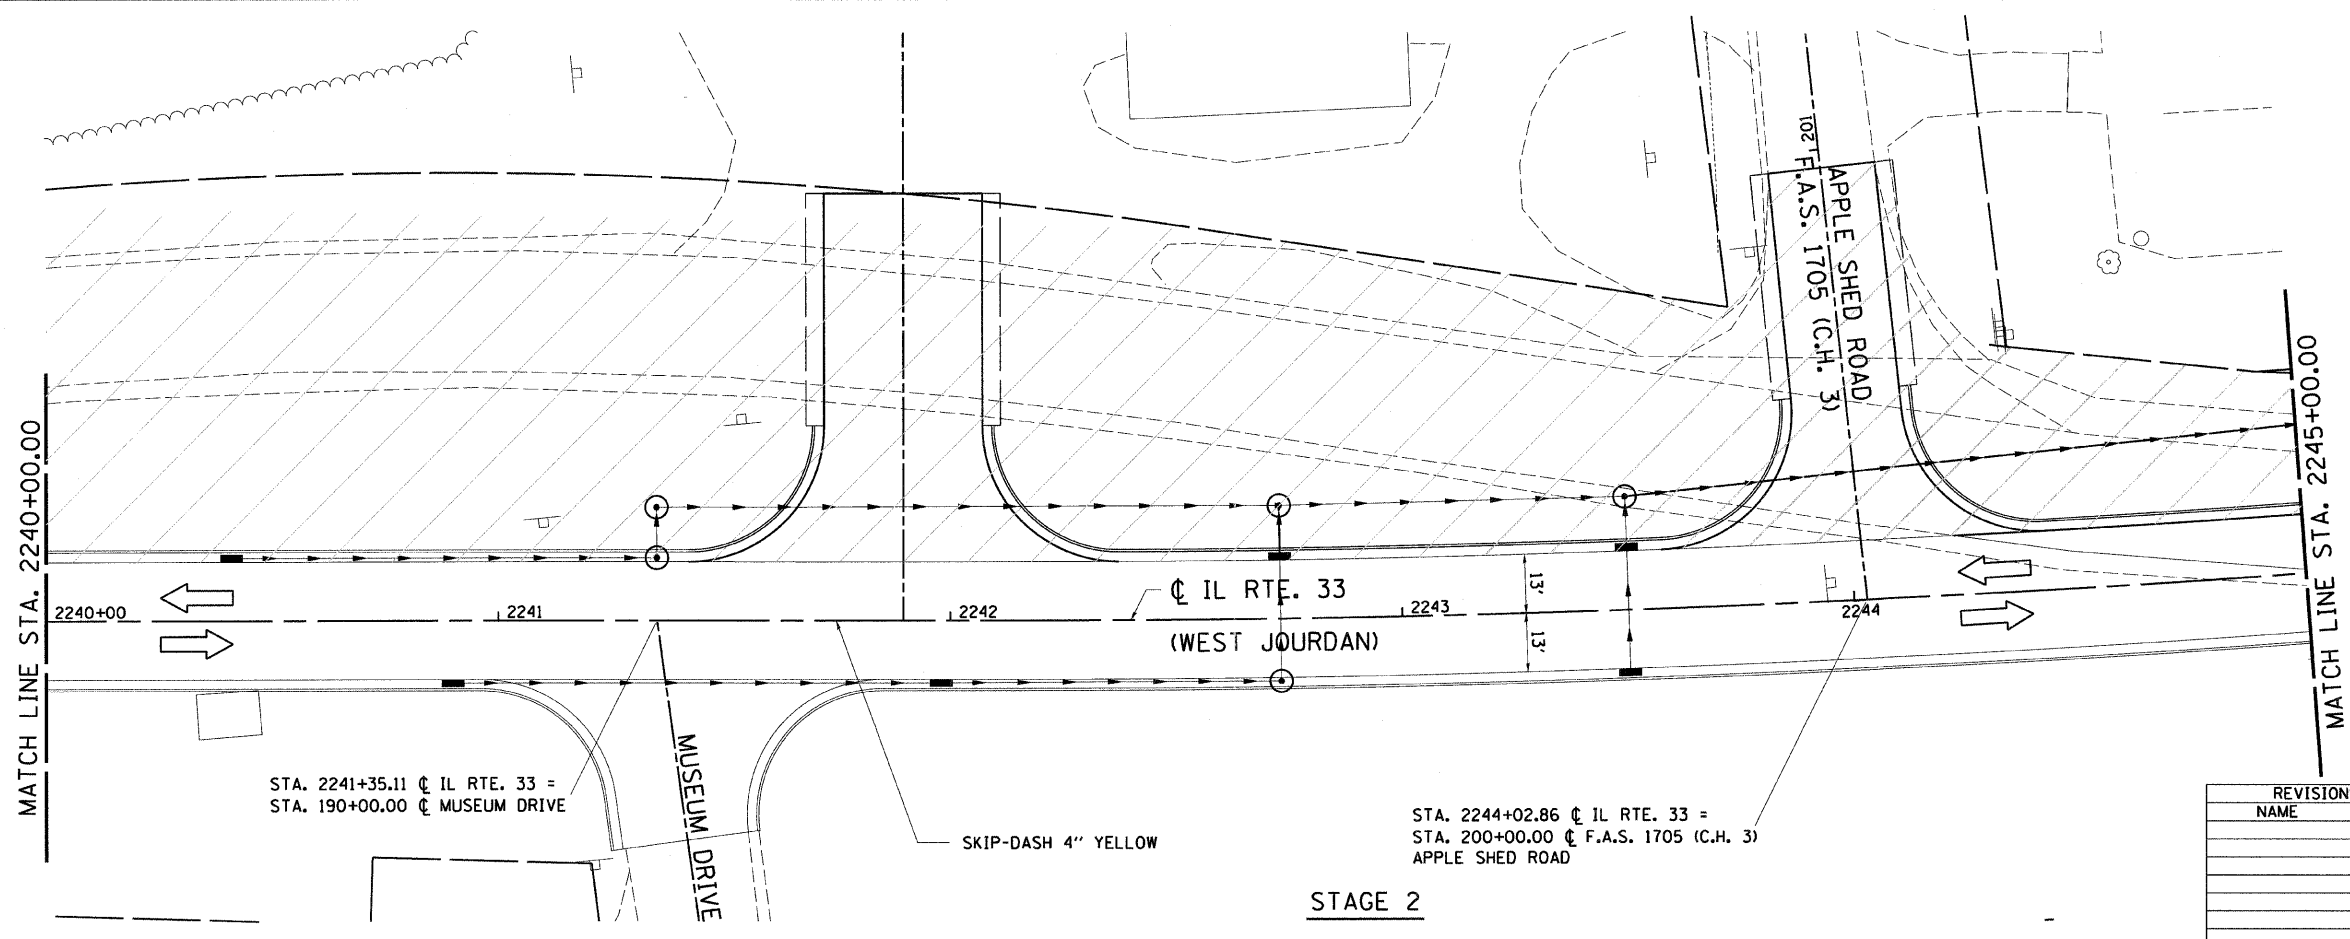 102'
APPLE SHED ROAD
F.A.S. 1705 (C.H. 3)
MATCH LINE STA. 2240+00.00
MATCH LINE STA. 2245+00.00
℄ IL RTE. 33
(WEST JOURDAN)
13'
13'
2240+00
2241
2242
2243
2244
MUSEUM DRIVE
STA. 2241+35.11 ℄ IL RTE. 33 =
STA. 190+00.00 ℄ MUSEUM DRIVE
SKIP-DASH 4" YELLOW
STA. 2244+02.86 ℄ IL RTE. 33 =
STA. 200+00.00 ℄ F.A.S. 1705 (C.H. 3)
APPLE SHED ROAD
STAGE 2
REVISION
NAME